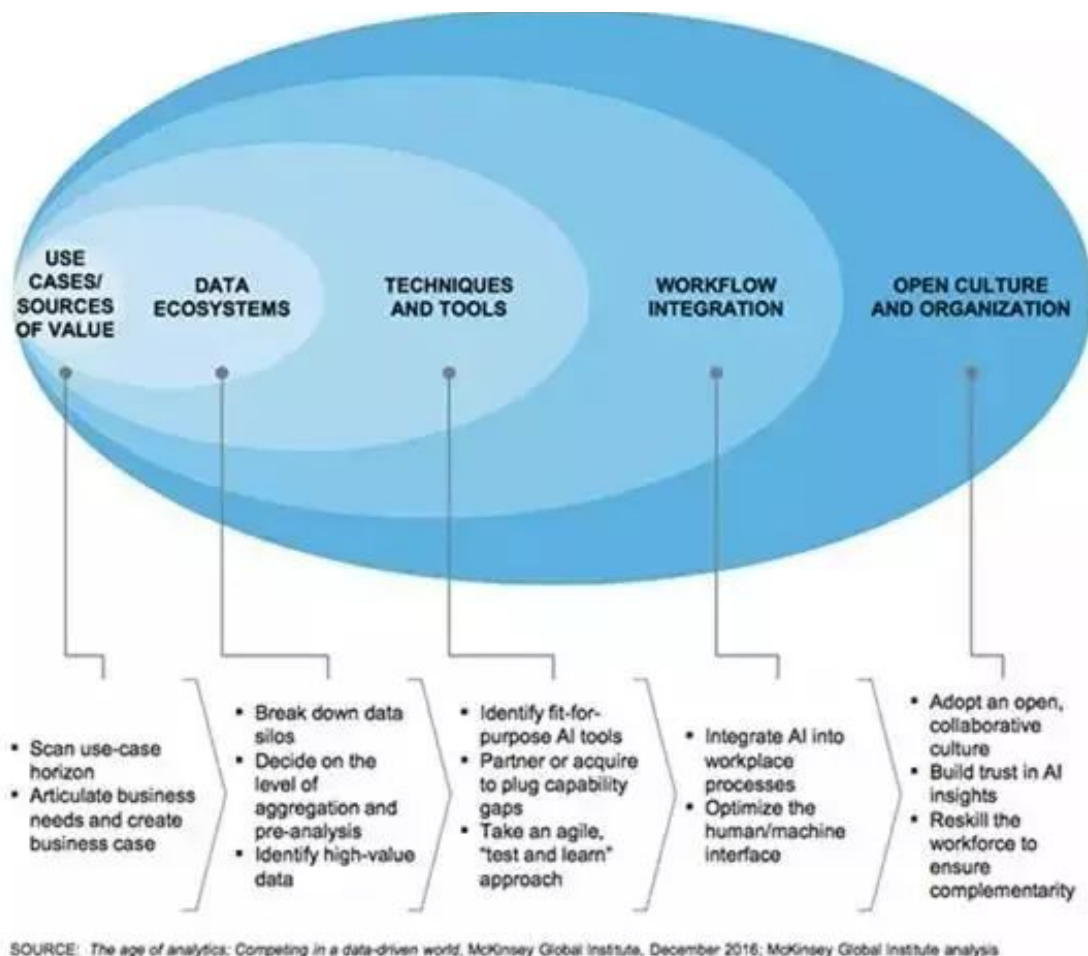 USE
CASES/
SOURCES
OF VALUE
DATA
ECOSYSTEMS
TECHNIQUES
AND TOOLS
WORKFLOW
INTEGRATION
OPEN CULTURE
AND ORGANIZATION
▪ Scan use-case
horizon
▪ Articulate business
needs and create
business case
▪ Break down data
silos
▪ Decide on the
level of
aggregation and
pre-analysis
▪ Identify high-value
data
▪ Identify fit-for-
purpose AI tools
▪ Partner or acquire
to plug capability
gaps
▪ Take an agile,
"test and learn"
approach
▪ Integrate AI into
workplace
processes
▪ Optimize the
human/machine
interface
▪ Adopt an open,
collaborative
culture
▪ Build trust in AI
insights
▪ Reskill the
workforce to
ensure
complementarity
SOURCE: The age of analytics: Competing in a data-driven world, McKinsey Global Institute, December 2016; McKinsey Global Institute analysis